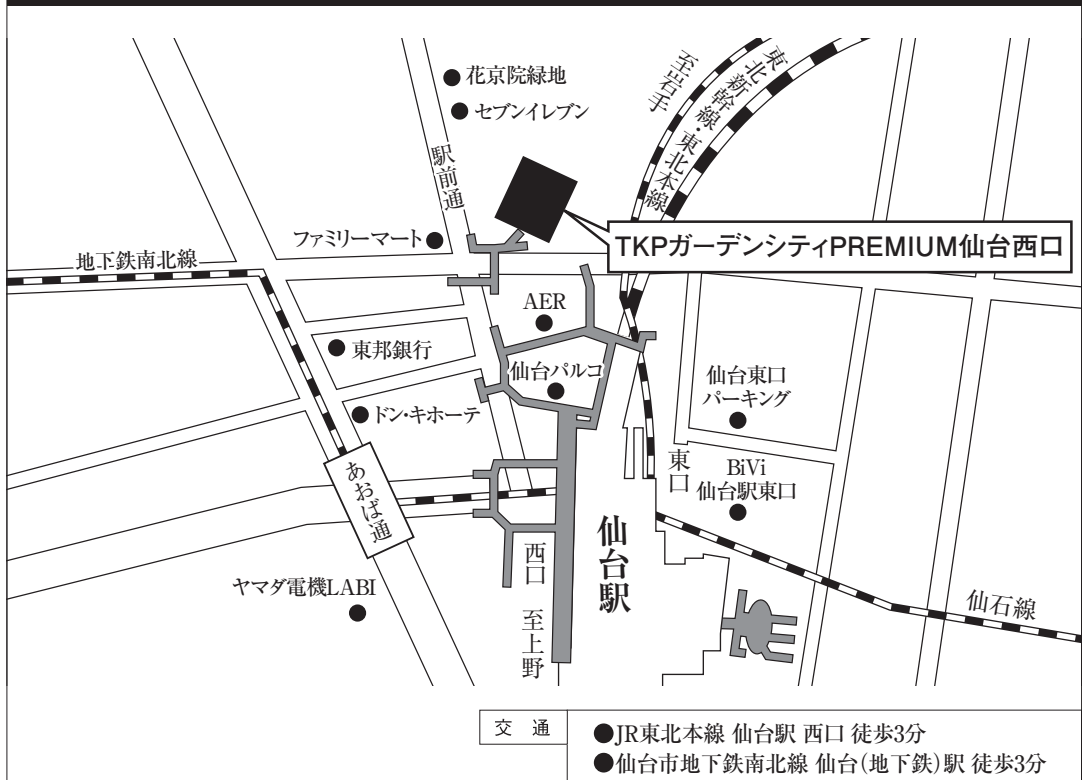 花京院緑地
セブンイレブン
駅前通
至岩手
東北新幹線・東北本線
TKPガーデンシティPREMIUM仙台西口
ファミリーマート
地下鉄南北線
AER
東邦銀行
仙台パルコ
仙台東口
パーキング
ドン・キホーテ
あおば通
東口
BiVi
仙台駅東口
仙台駅
西口
ヤマダ電機LABI
至上野
仙石線
交通
●JR東北本線 仙台駅 西口 徒歩3分
●仙台市地下鉄南北線 仙台(地下鉄)駅 徒歩3分